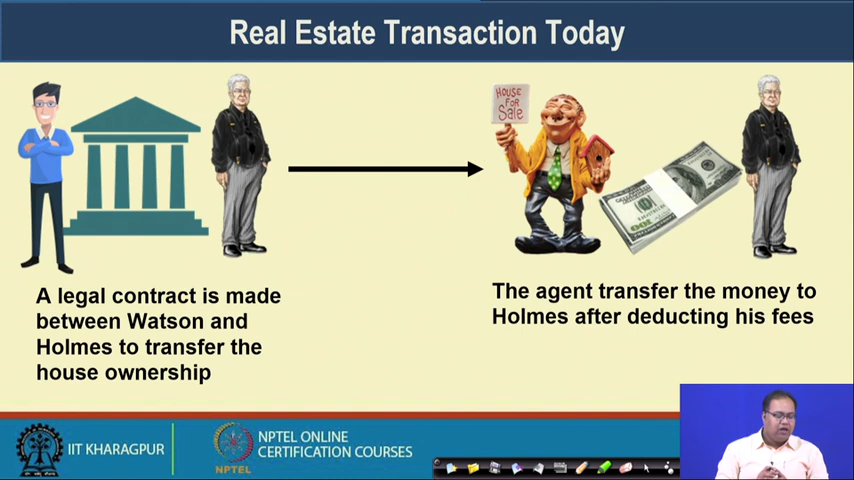 Real Estate Transaction Today
HOUSE
FOR
Sale
A legal contract is made
between Watson and
Holmes to transfer the
house ownership
The agent transfer the money to
Holmes after deducting his fees
IIT KHARAGPUR
NPTEL
NPTEL ONLINE
CERTIFICATION COURSES